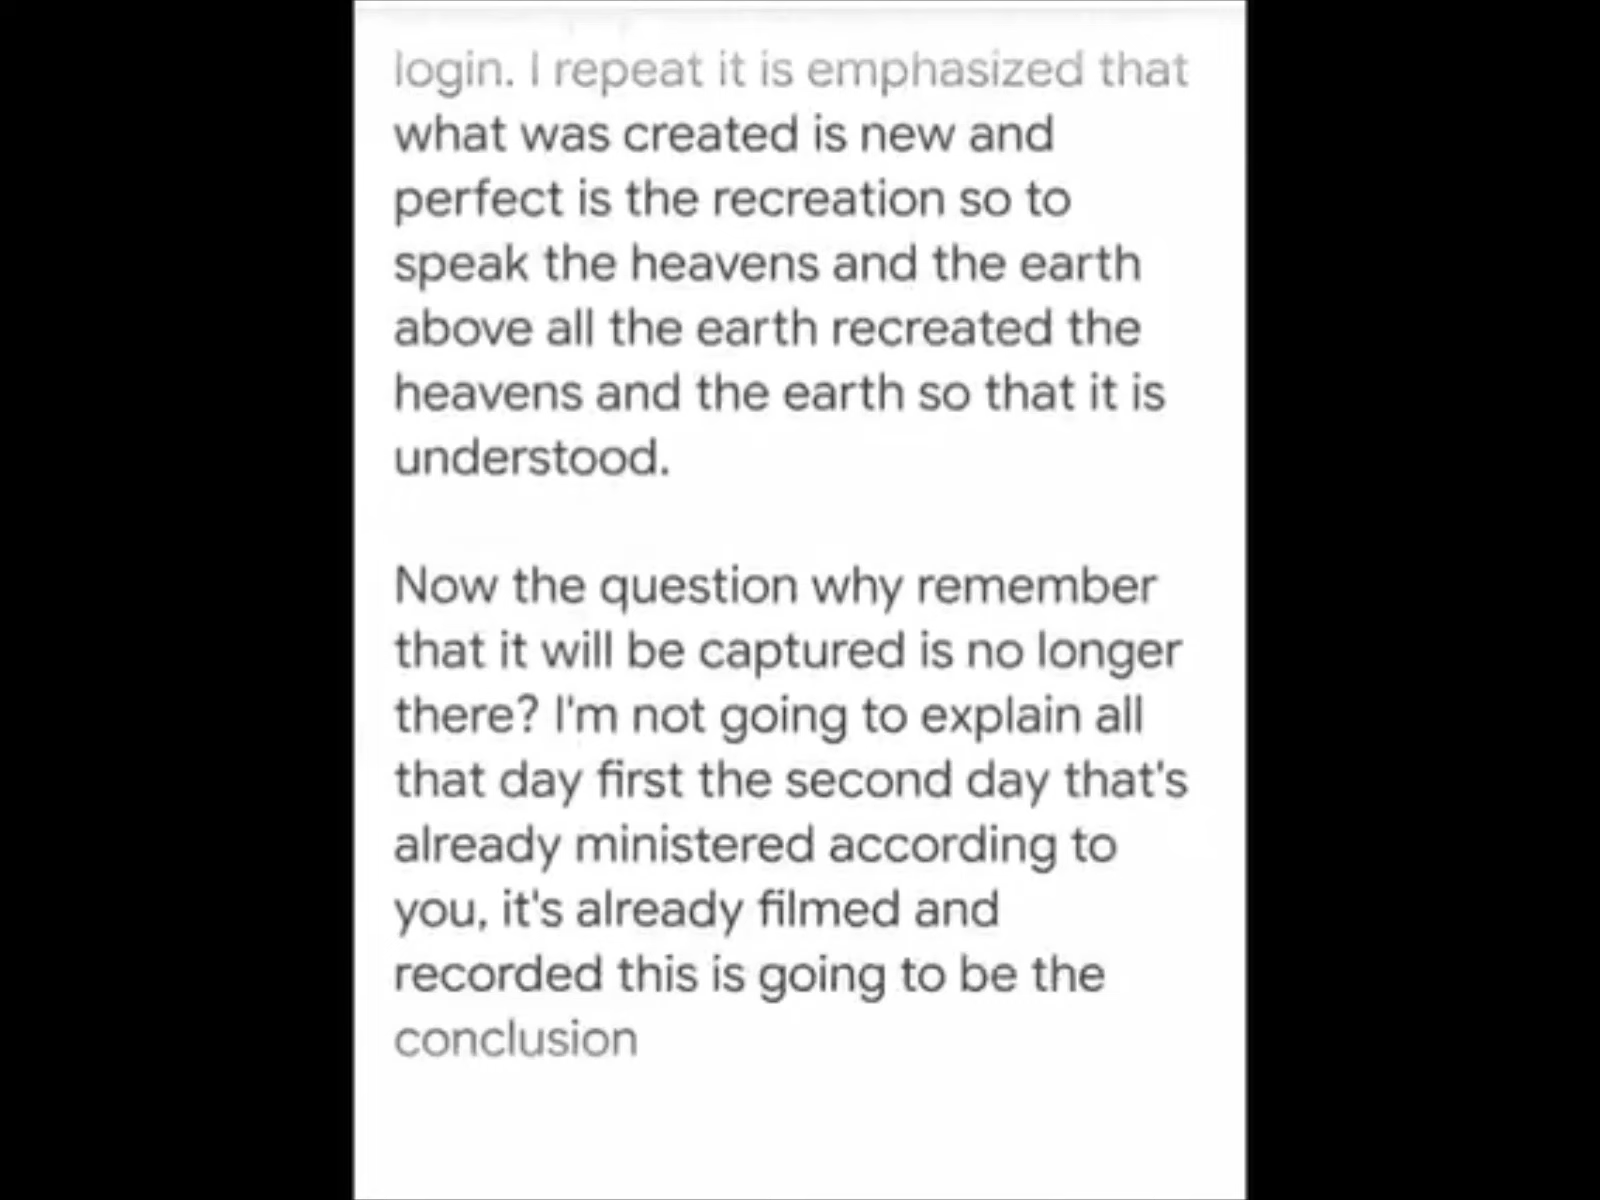 login. I repeat it is emphasized that
what was created is new and
perfect is the recreation so to
speak the heavens and the earth
above all the earth recreated the
heavens and the earth so that it is
understood.
Now the question why remember
that it will be captured is no longer
there? I'm not going to explain all
that day first the second day that's
already ministered according to
you, it's already filmed and
recorded this is going to be the
conclusion